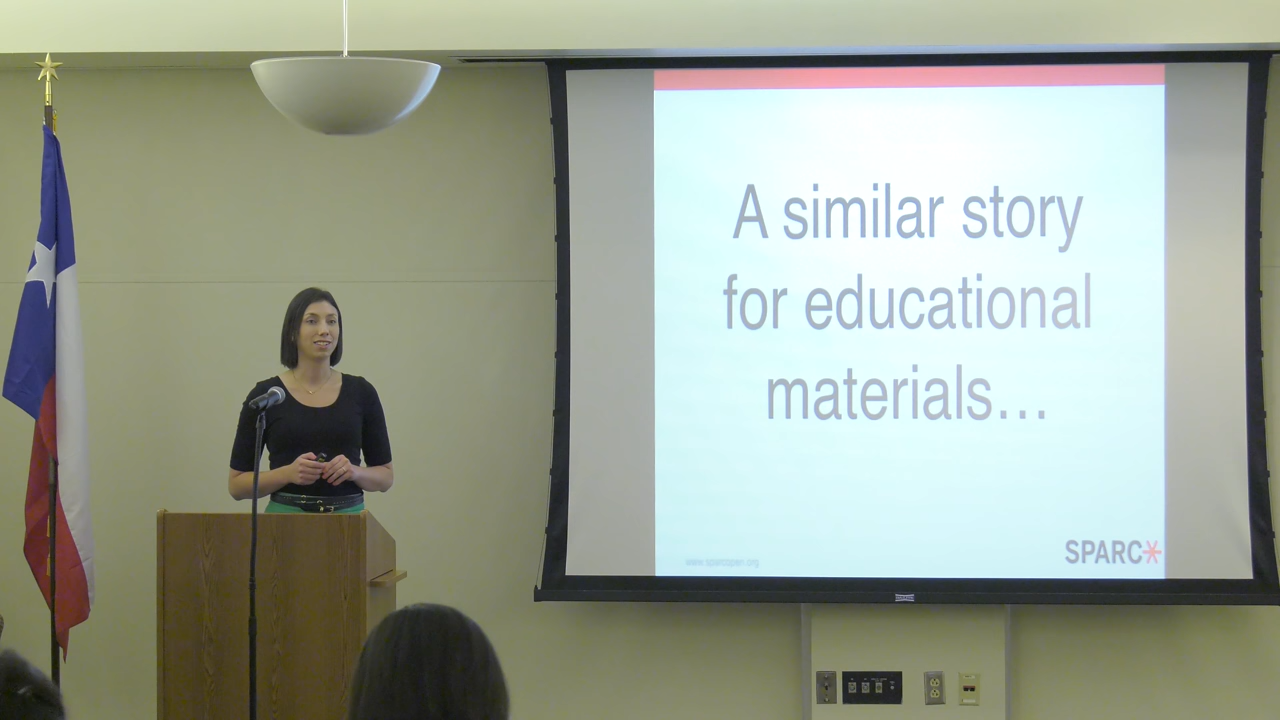 A similar story
for educational
materials...
www.sparcopen.org
SPARC